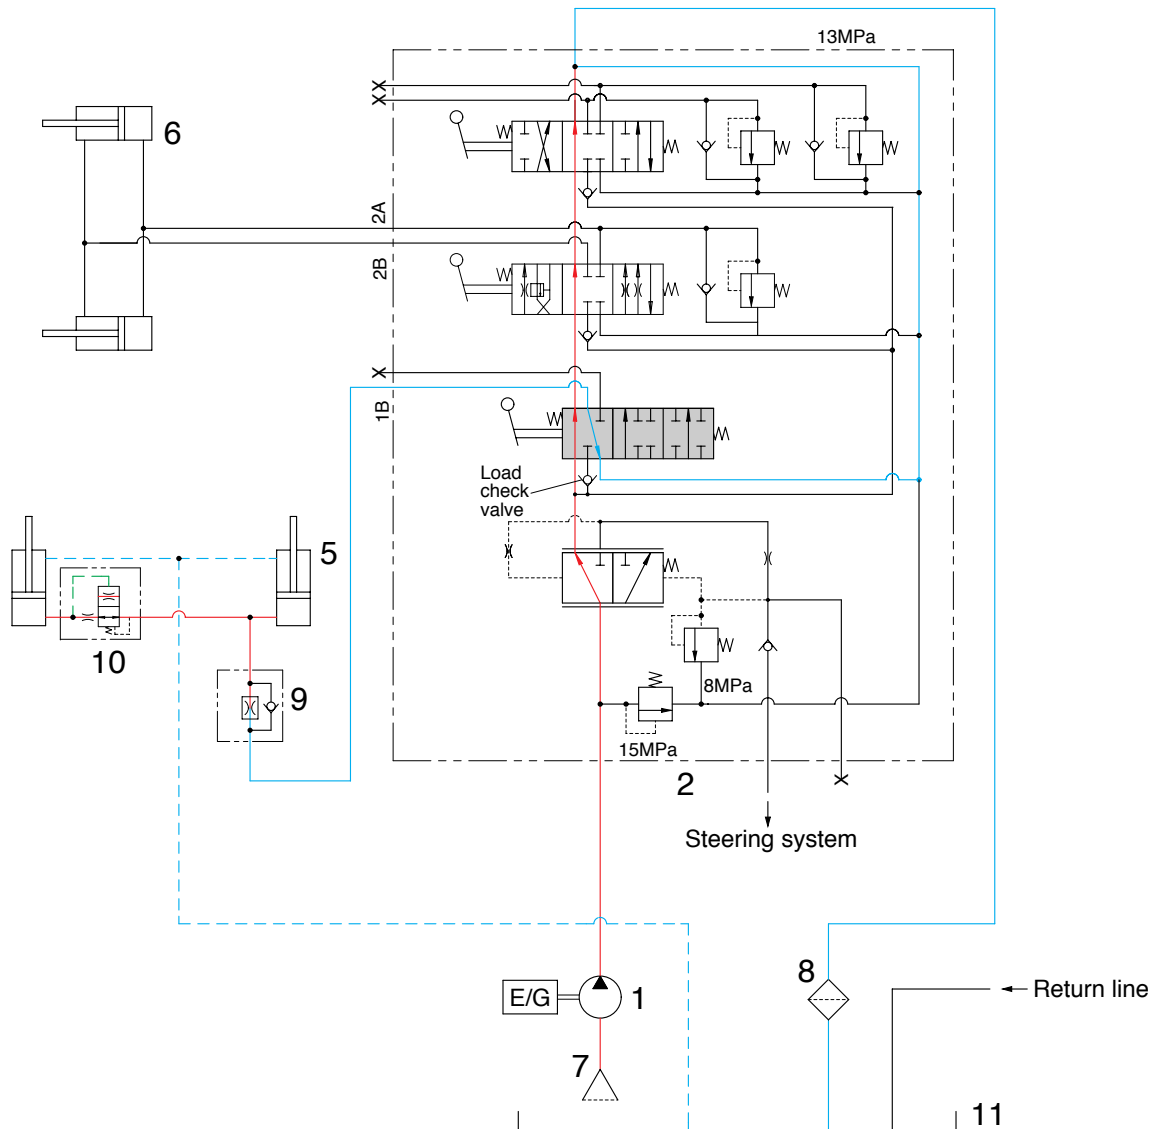 13MPa
X
X
6
2A
2B
X
1B
Load
check
valve
5
10
9
8MPa
15MPa
2
X
Steering system
8
E/G
1
Return line
7
11